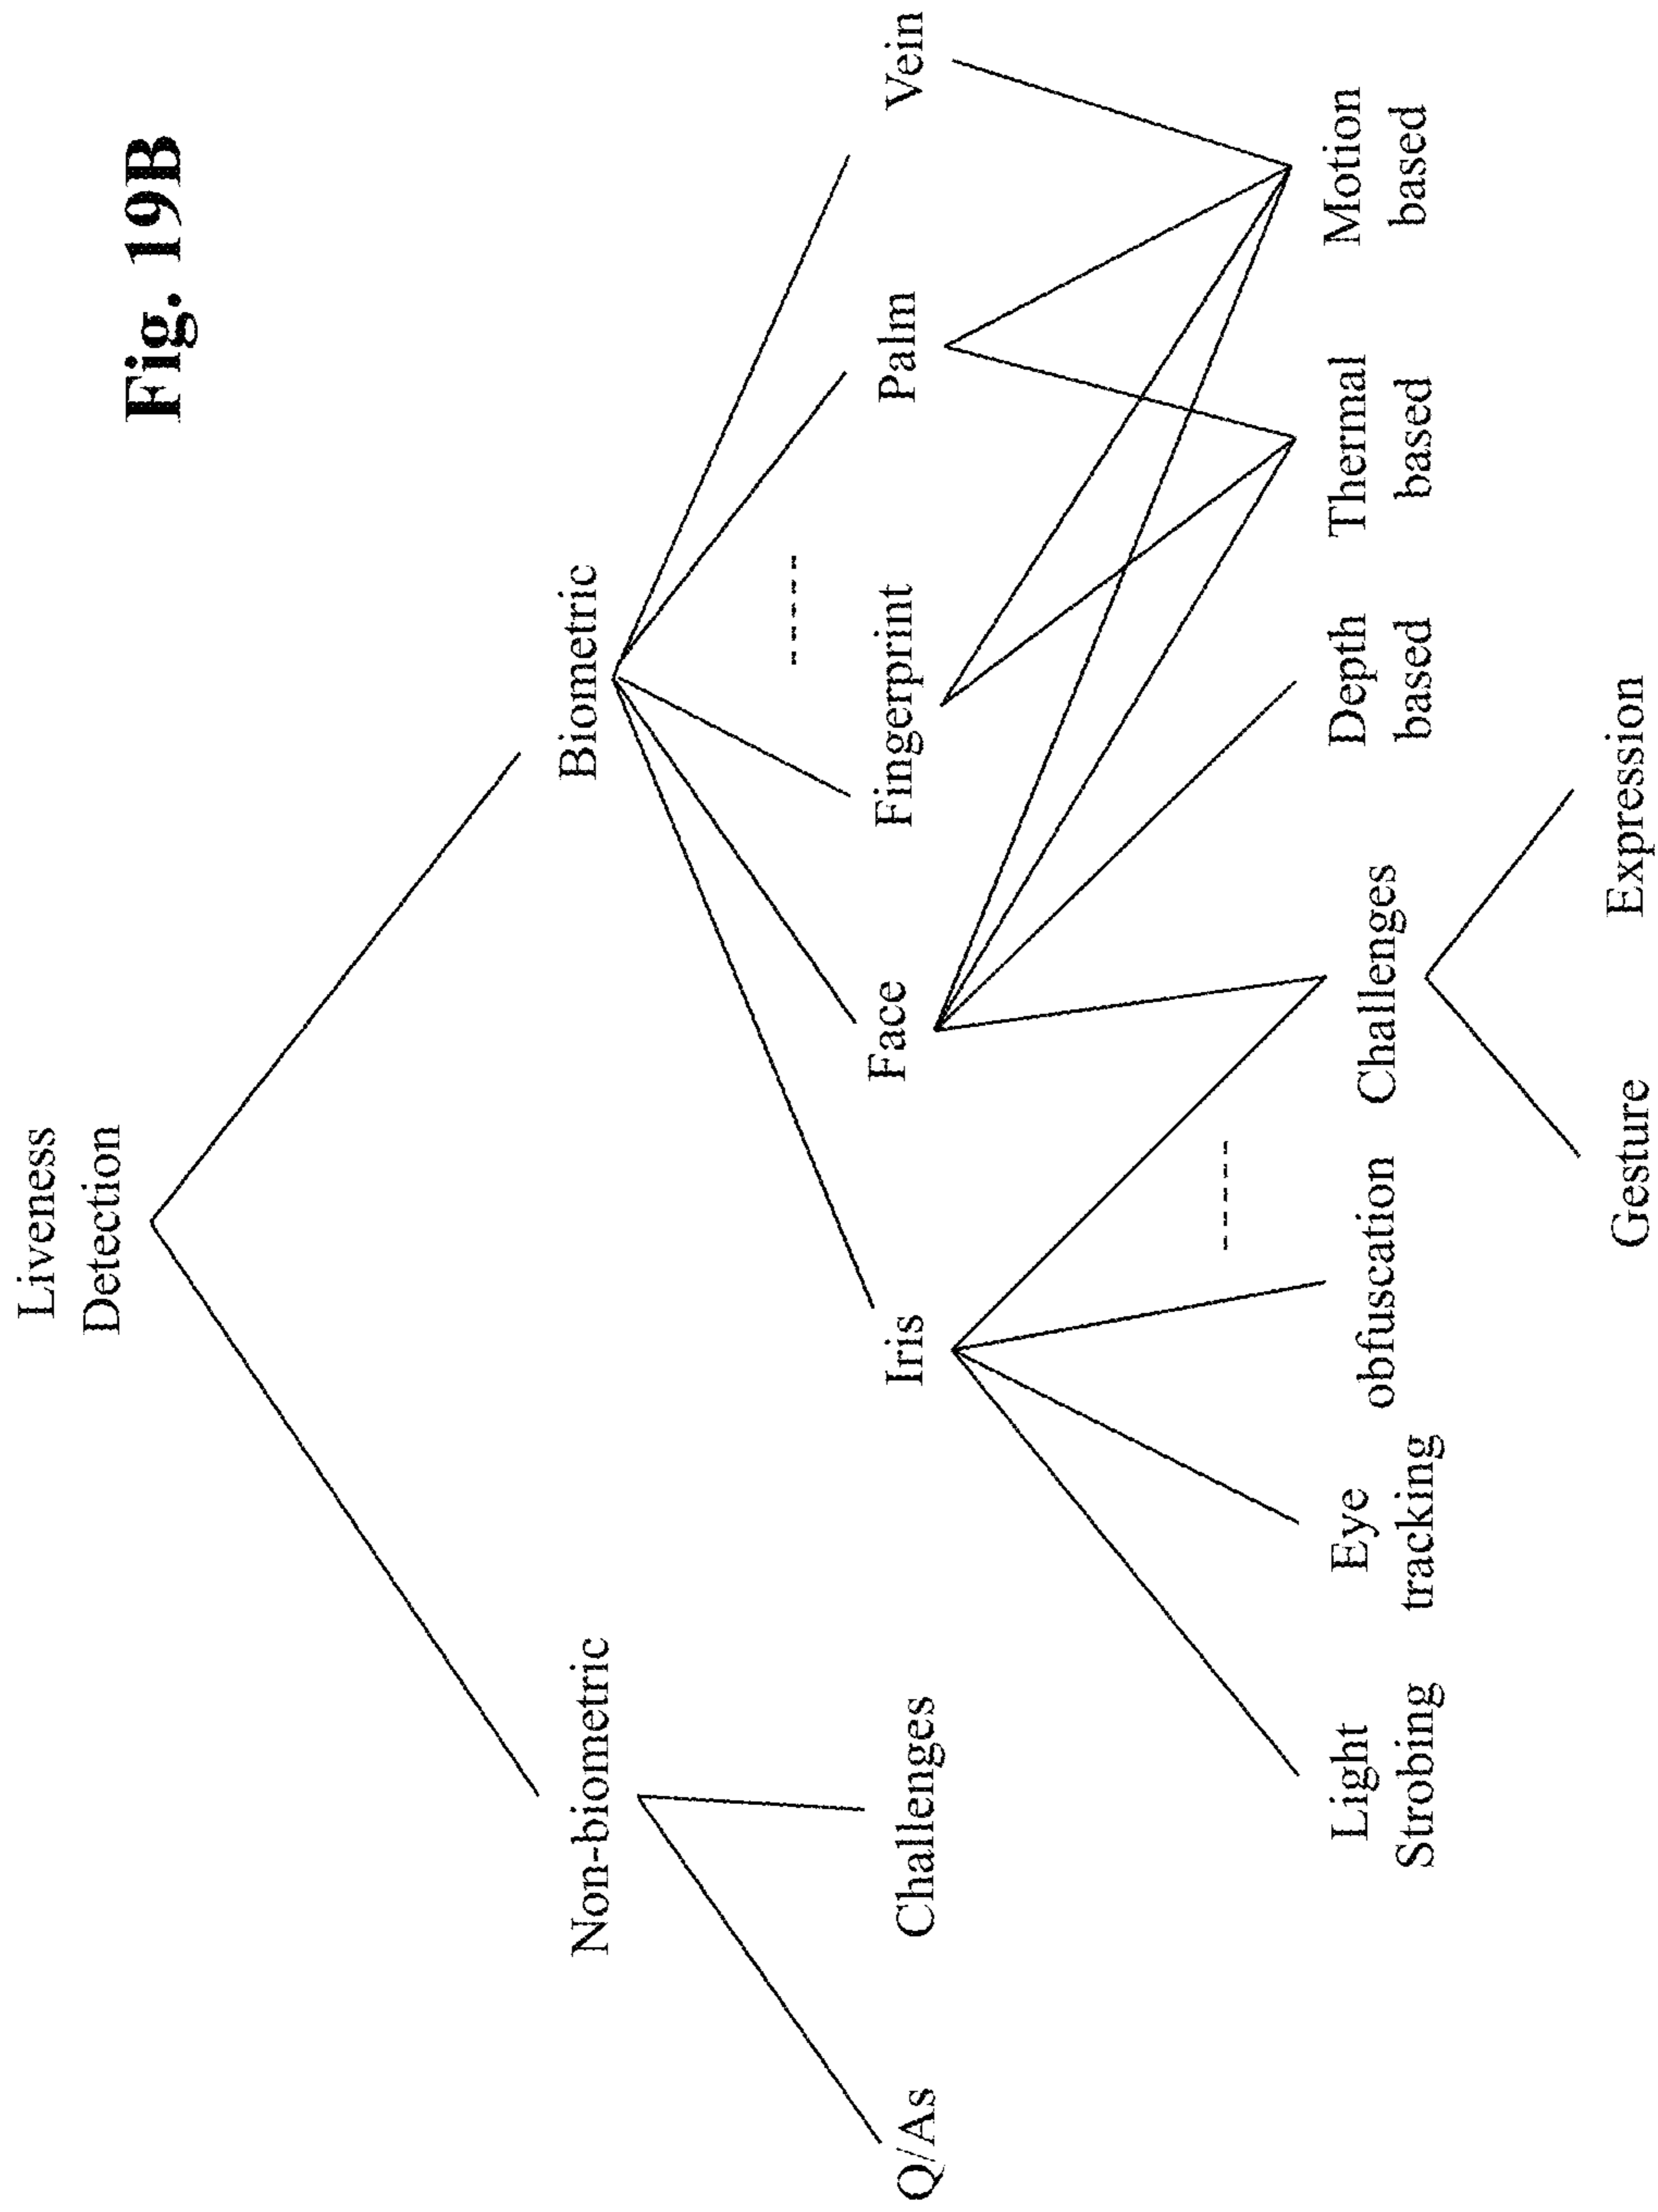 Fig. 19B
Liveness
Detection
Non-biometric
Biometric
Q/As
Challenges
Iris
Face
Fingerprint
Palm
Vein
Light
Strobing
Eye
tracking
obfuscation
Challenges
Depth
based
Thermal
based
Motion
based
Gesture
Expression